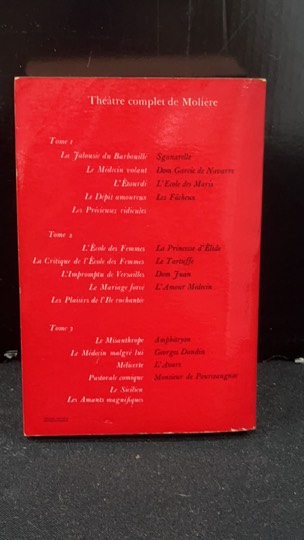 Théâtre complet de Molière
Tome 1
La Jalousie du Barbouillé Sganarelle
Le Médecin volant Dom Garcie de Navarre
L'Étourdi L'École des Maris
Le Dépit amoureux Les Fâcheux
Les Précieuses ridicules
Tome 2
L'École des Femmes La Princesse d'Élide
La Critique de l'École des Femmes Le Tartuffe
L'Impromptu de Versailles Dom Juan
Le Mariage forcé L'Amour Médecin
Les Plaisirs de l'Ile enchantée
Tome 3
Le Misanthrope Amphitryon
Le Médecin malgré lui Georges Dandin
Mélicerte L'Avare
Pastorale comique Monsieur de Pourceaugnac
Le Sicilien
Les Amants magnifiques